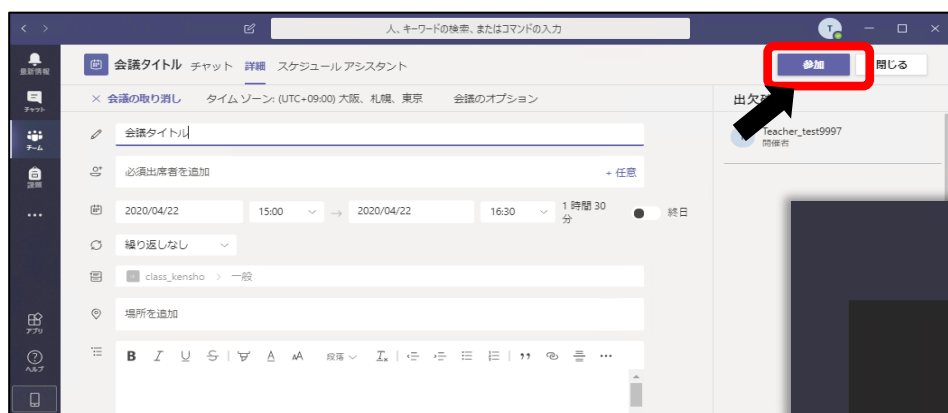 人、キーワードの検索、またはコマンドの入力
T
最新情報
会議タイトル チャット 詳細 スケジュール アシスタント
参加
閉じる
チャット
× 会議の取り消し タイム ゾーン: (UTC+09:00) 大阪、札幌、東京 会議のオプション
出欠
チーム
会議タイトル
Teacher_test9997
開催者
課題
必須出席者を追加
+ 任意
2020/04/22 15:00 → 2020/04/22 16:30 1 時間 30 分 終日
繰り返しなし
class_kensho > 一般
場所を追加
アプリ
ヘルプ
B I U S A AA 段落